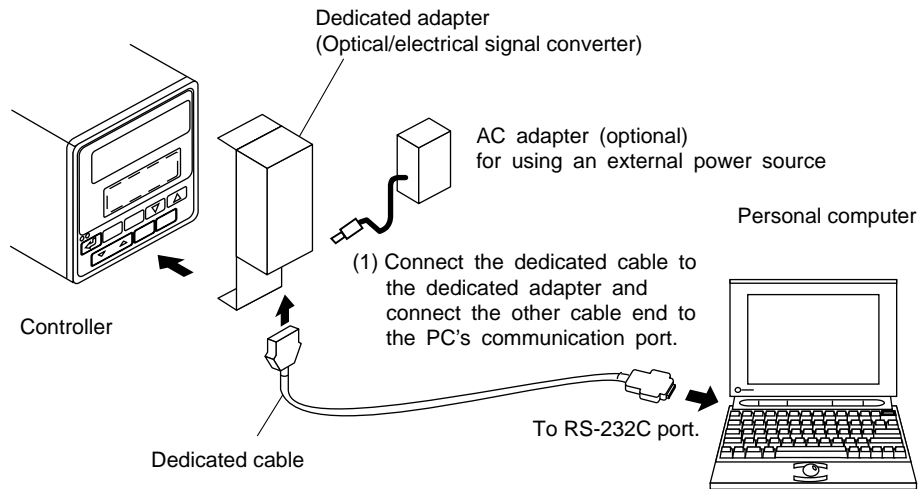 Dedicated adapter
(Optical/electrical signal converter)
AC adapter (optional)
for using an external power source
Personal computer
(1) Connect the dedicated cable to
the dedicated adapter and
connect the other cable end to
the PC's communication port.
Controller
To RS-232C port.
Dedicated cable